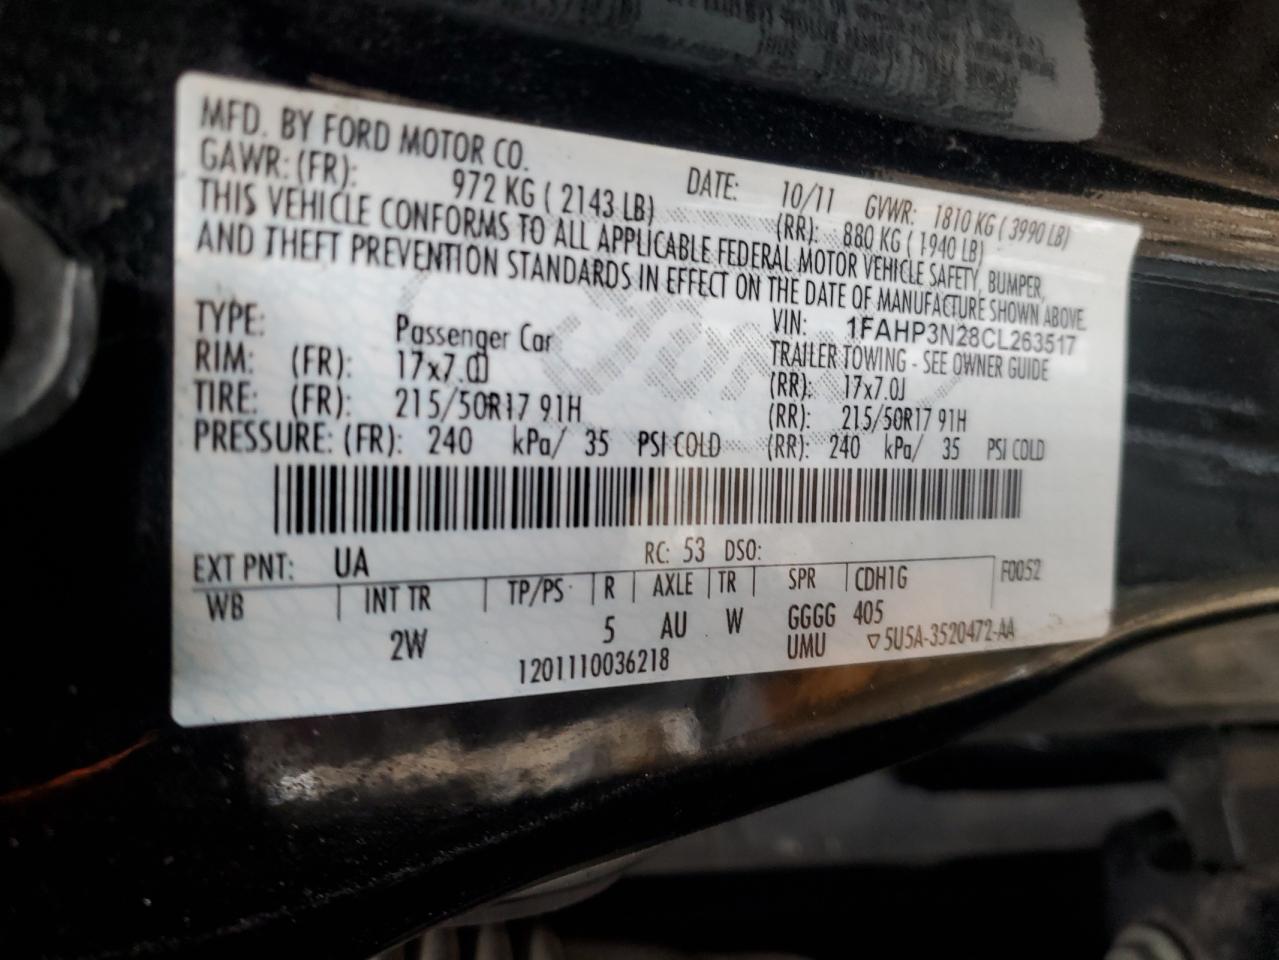 MFD. BY FORD MOTOR CO.
DATE: 10/11 GVWR: 1810 KG ( 3990 LB)
GAWR: (FR): 972 KG ( 2143 LB) (RR): 880 KG ( 1940 LB)
THIS VEHICLE CONFORMS TO ALL APPLICABLE FEDERAL MOTOR VEHICLE SAFETY, BUMPER,
AND THEFT PREVENTION STANDARDS IN EFFECT ON THE DATE OF MANUFACTURE SHOWN ABOVE.
VIN: 1FAHP3N28CL263517
TYPE: Passenger Car TRAILER TOWING - SEE OWNER GUIDE
RIM: (FR): 17x7.0J (RR): 17x7.0J
TIRE: (FR): 215/50R17 91H (RR): 215/50R17 91H
PRESSURE: (FR): 240 kPa/ 35 PSI COLD (RR): 240 kPa/ 35 PSI COLD
EXT PNT: UA RC: 53 DSO: F0052
WB | INT TR | TP/PS | R | AXLE | TR | SPR | CDH1G
2W 5 AU W GGGG 405
UMU ▽5U5A-3520472-AA
1201110036218